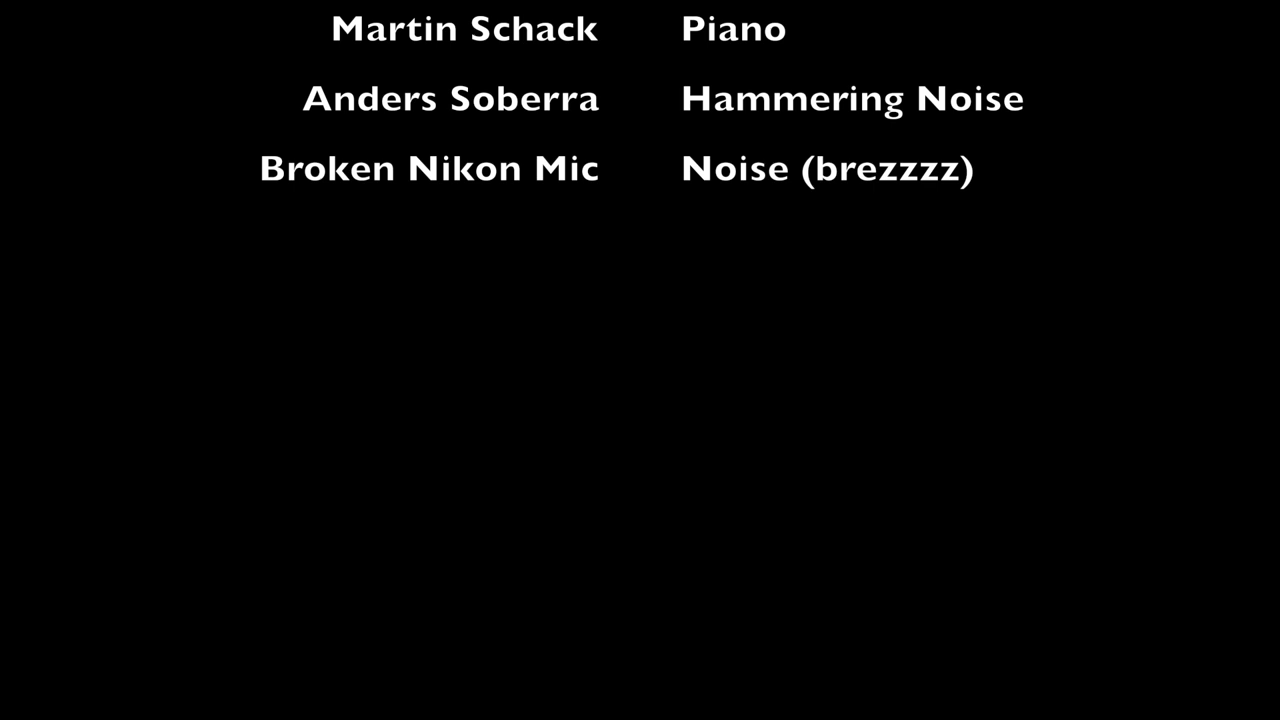 Martin Schack Piano
Anders Soberra Hammering Noise
Broken Nikon Mic Noise (brezzzz)